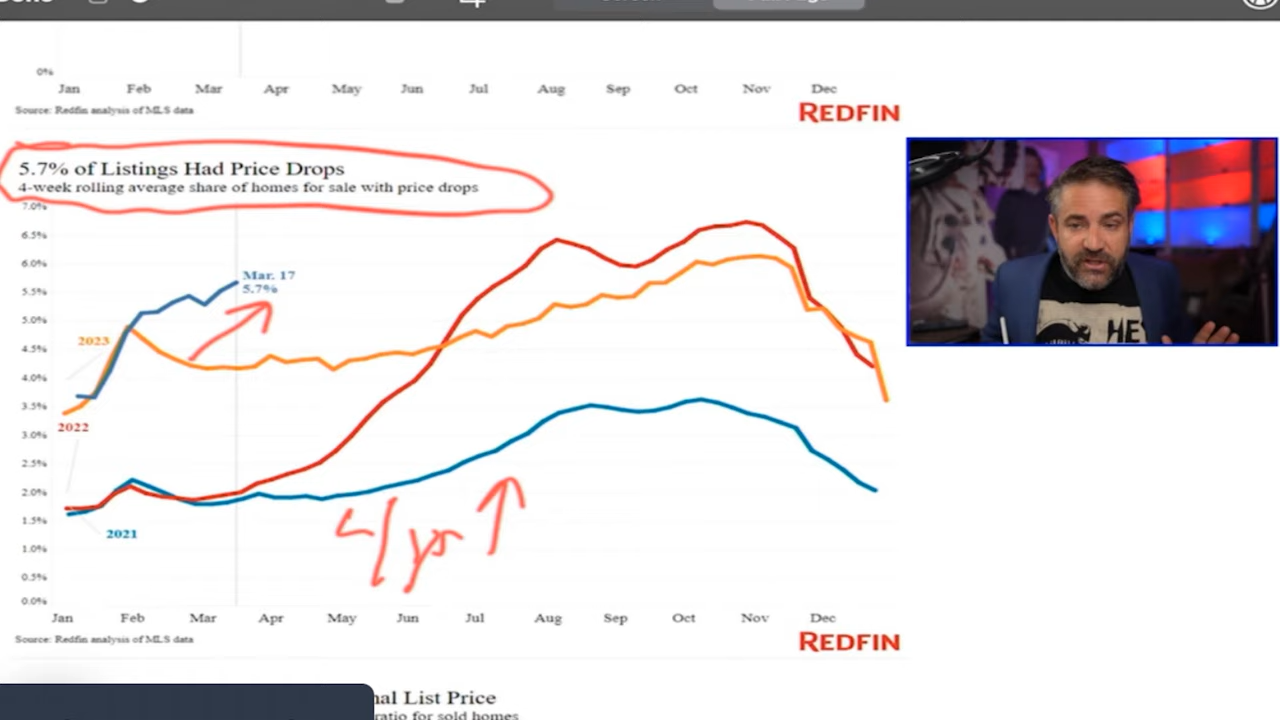 0%
Jan Feb Mar Apr May Jun Jul Aug Sep Oct Nov Dec
Source: Redfin analysis of MLS data
REDFIN
5.7% of Listings Had Price Drops
4-week rolling average share of homes for sale with price drops
7.0%
6.5%
6.0%
5.5%
5.0%
4.5%
4.0%
3.5%
3.0%
2.5%
2.0%
1.5%
1.0%
0.5%
0.0%
Mar. 17
5.7%
2023
2022
2021
4 yr
Jan Feb Mar Apr May Jun Jul Aug Sep Oct Nov Dec
Source: Redfin analysis of MLS data
REDFIN
HEY
nal List Price
ratio for sold homes